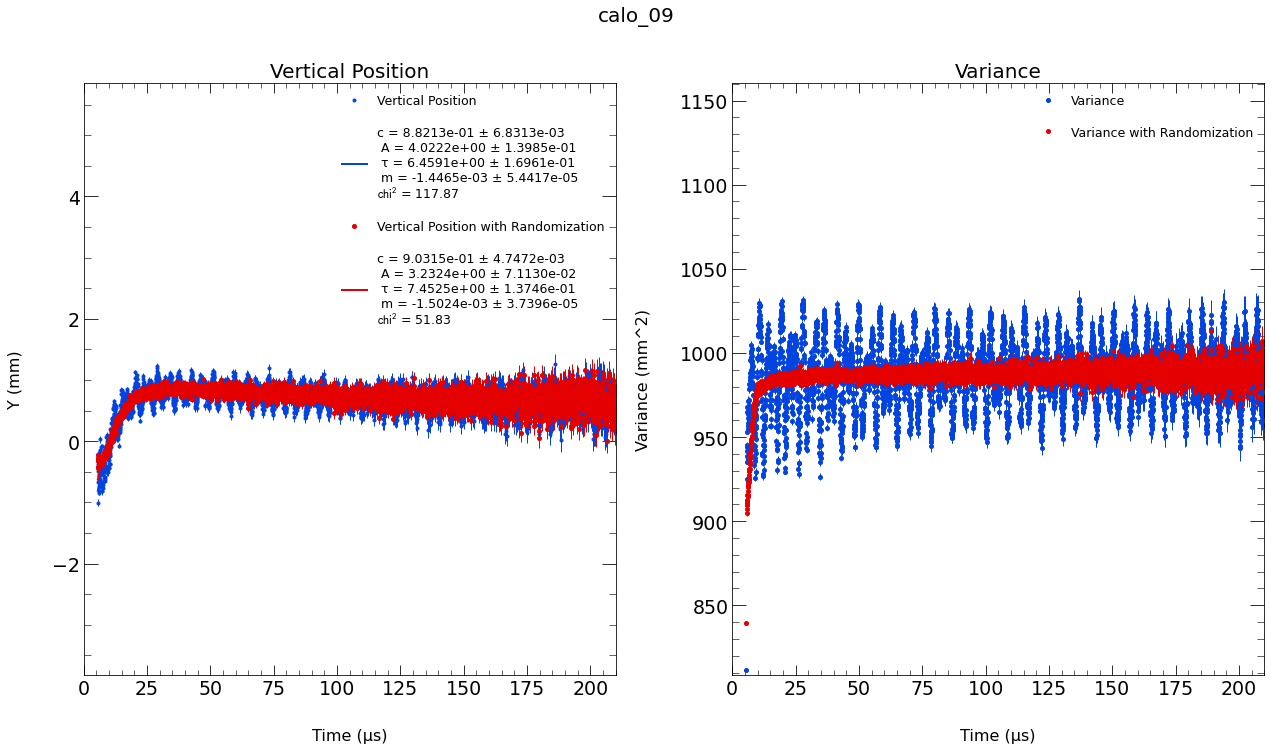 calo_09
Vertical Position
Vertical Position
c = 8.8213e-01 ± 6.8313e-03
A = 4.0222e+00 ± 1.3985e-01
τ = 6.4591e+00 ± 1.6961e-01
m = -1.4465e-03 ± 5.4417e-05
chi² = 117.87
Vertical Position with Randomization
c = 9.0315e-01 ± 4.7472e-03
A = 3.2324e+00 ± 7.1130e-02
τ = 7.4525e+00 ± 1.3746e-01
m = -1.5024e-03 ± 3.7396e-05
chi² = 51.83
4
2
0
−2
Y (mm)
0 25 50 75 100 125 150 175 200
Time (μs)
Variance
Variance
Variance with Randomization
1150
1100
1050
1000
950
900
850
Variance (mm^2)
0 25 50 75 100 125 150 175 200
Time (μs)